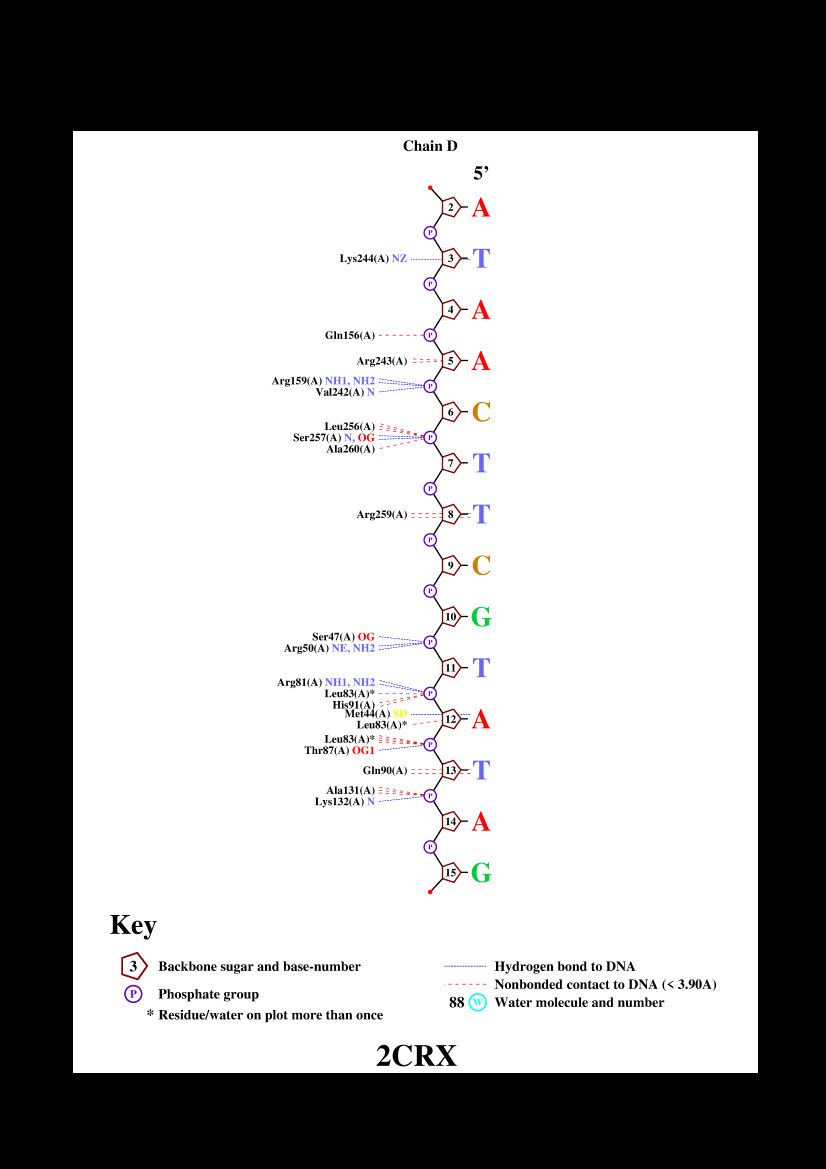 Chain D
5’
2 A
P
Lys244(A) NZ 3 T
P
4 A
Gln156(A) P
Arg243(A) 5 A
Arg159(A) NH1, NH2 P
Val242(A) N
6 C
Leu256(A)
Ser257(A) N, OG P
Ala260(A)
7 T
P
Arg259(A) 8 T
P
9 C
P
10 G
Ser47(A) OG P
Arg50(A) NE, NH2
11 T
Arg81(A) NH1, NH2
Leu83(A)* P
His91(A)
Met44(A) SD 12 A
Leu83(A)*
Leu83(A)* P
Thr87(A) OG1
Gln90(A) 13 T
Ala131(A) P
Lys132(A) N
14 A
P
15 G
Key
3 Backbone sugar and base-number
P Phosphate group
* Residue/water on plot more than once
Hydrogen bond to DNA
Nonbonded contact to DNA (< 3.90A)
88 W Water molecule and number
2CRX